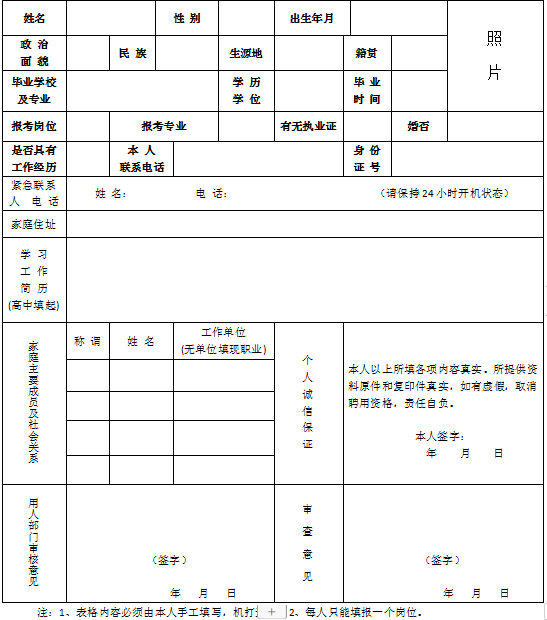 姓名 性 别 出生年月 照
政 治
面 貌 民 族 生源地 籍贯 片
毕业学校
及专业 学 历
学 位 毕 业
时 间
报考岗位 报考专业 有无执业证 婚否
是否具有
工作经历 本 人
联系电话 身 份
证 号
紧急联系
人 电 话 姓 名： 电 话： （请保持24小时开机状态）
家庭住址
学 习
工 作
简 历
(高中填起)
家庭主要成员及社会关系
称 谓 姓 名 工作单位
(无单位填现职业)
个人诚信保证
本人以上所填各项内容真实。所提供资
料原件和复印件真实，如有虚假，取消
聘用资格，责任自负。
本人签字：
年 月 日
用人部门审核意见
（签字）
年 月 日
审查意见
（签字）
年 月 日
注：1、表格内容必须由本人手工填写，机打 2、每人只能填报一个岗位。